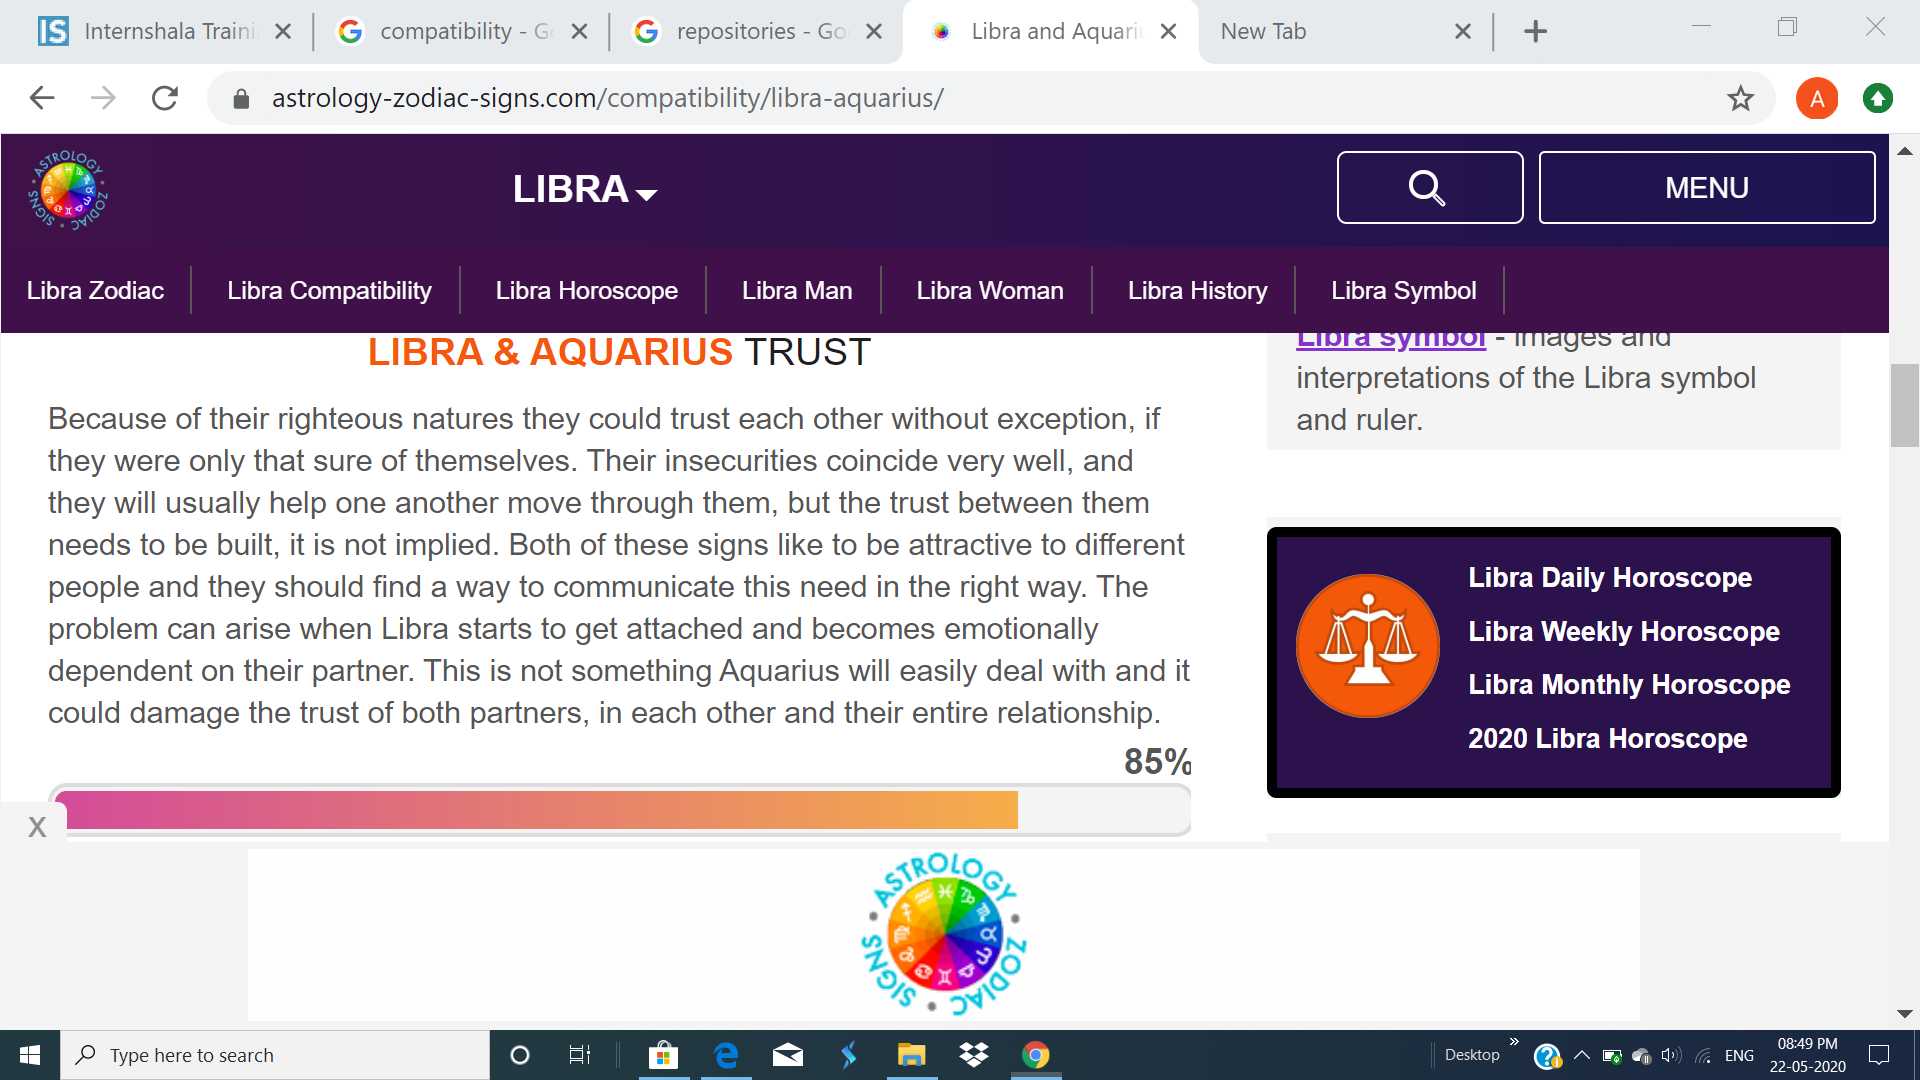 IS Internshala Traini
compatibility - Go
repositories - Goo
Libra and Aquari
New Tab
astrology-zodiac-signs.com/compatibility/libra-aquarius/
A
ASTROLOGY ZODIAC SIGNS
LIBRA
MENU
Libra Zodiac
Libra Compatibility
Libra Horoscope
Libra Man
Libra Woman
Libra History
Libra Symbol
LIBRA & AQUARIUS TRUST
Because of their righteous natures they could trust each other without exception, if
they were only that sure of themselves. Their insecurities coincide very well, and
they will usually help one another move through them, but the trust between them
needs to be built, it is not implied. Both of these signs like to be attractive to different
people and they should find a way to communicate this need in the right way. The
problem can arise when Libra starts to get attached and becomes emotionally
dependent on their partner. This is not something Aquarius will easily deal with and it
could damage the trust of both partners, in each other and their entire relationship.
85%
Libra symbol - images and
interpretations of the Libra symbol
and ruler.
Libra Daily Horoscope
Libra Weekly Horoscope
Libra Monthly Horoscope
2020 Libra Horoscope
X
ASTROLOGY ZODIAC SIGNS
Type here to search
Desktop
ENG
08:49 PM
22-05-2020